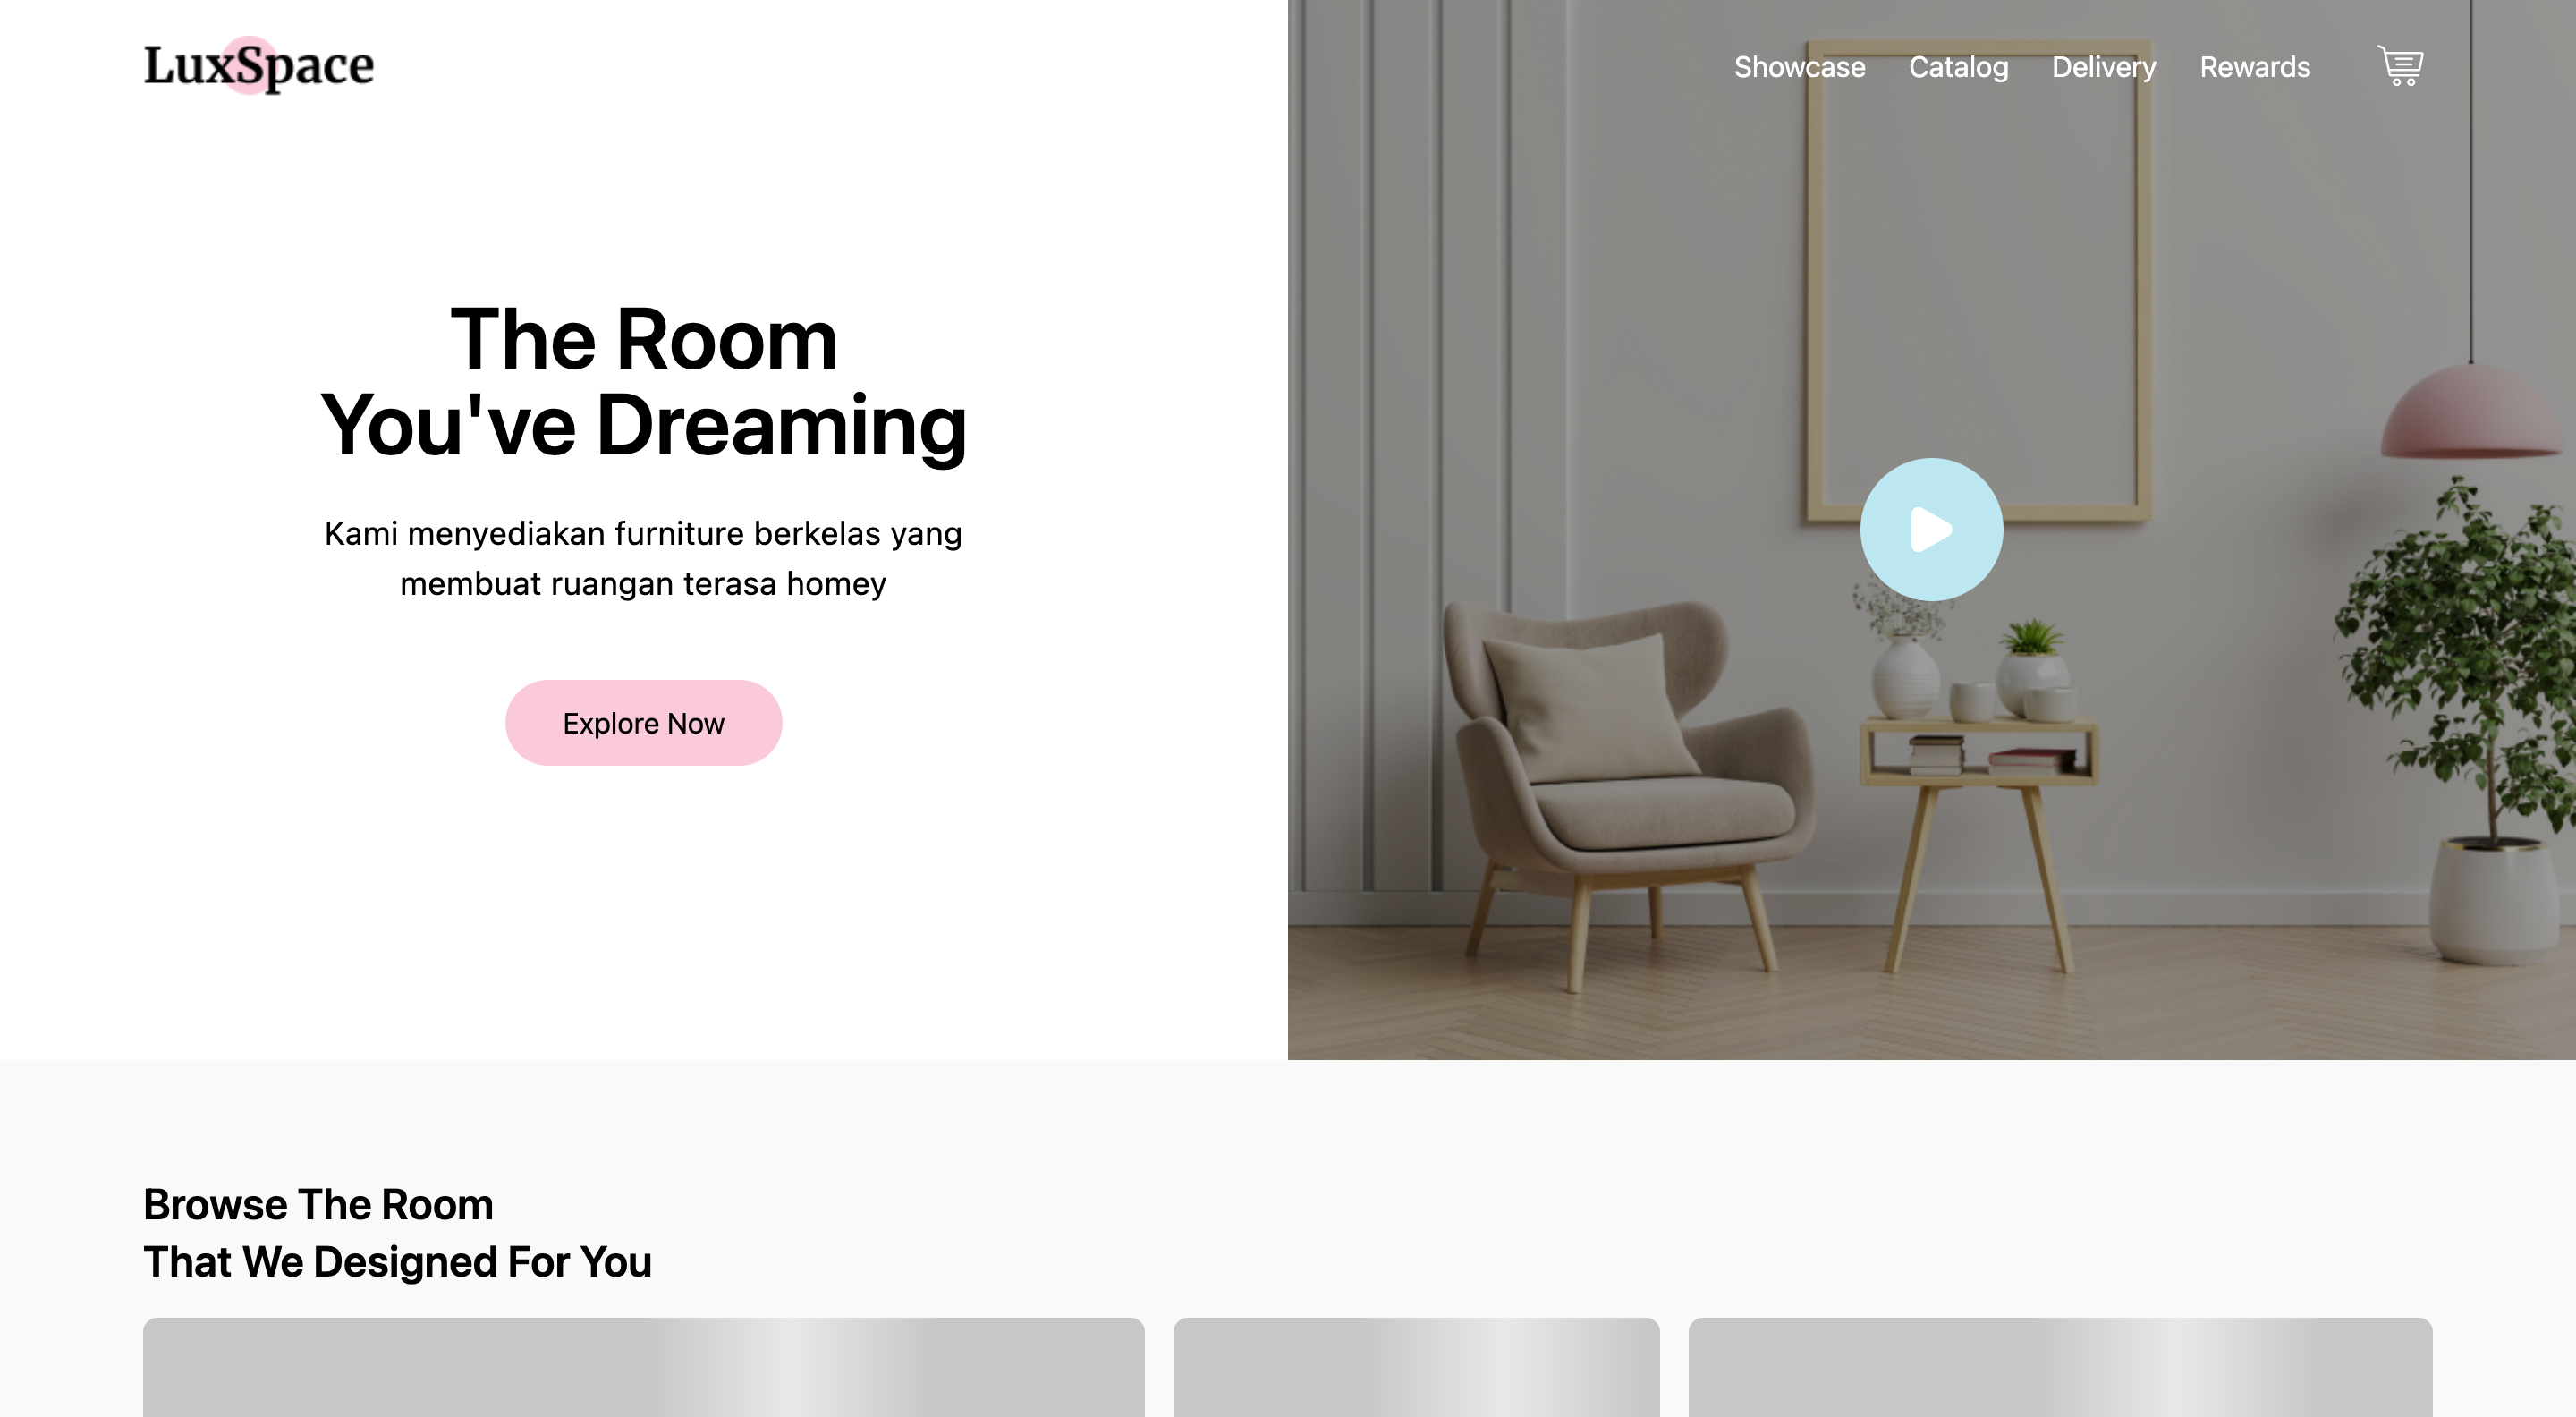 LuxSpace
Showcase Catalog Delivery Rewards
The Room
You've Dreaming
Kami menyediakan furniture berkelas yang
membuat ruangan terasa homey
Explore Now
Browse The Room
That We Designed For You